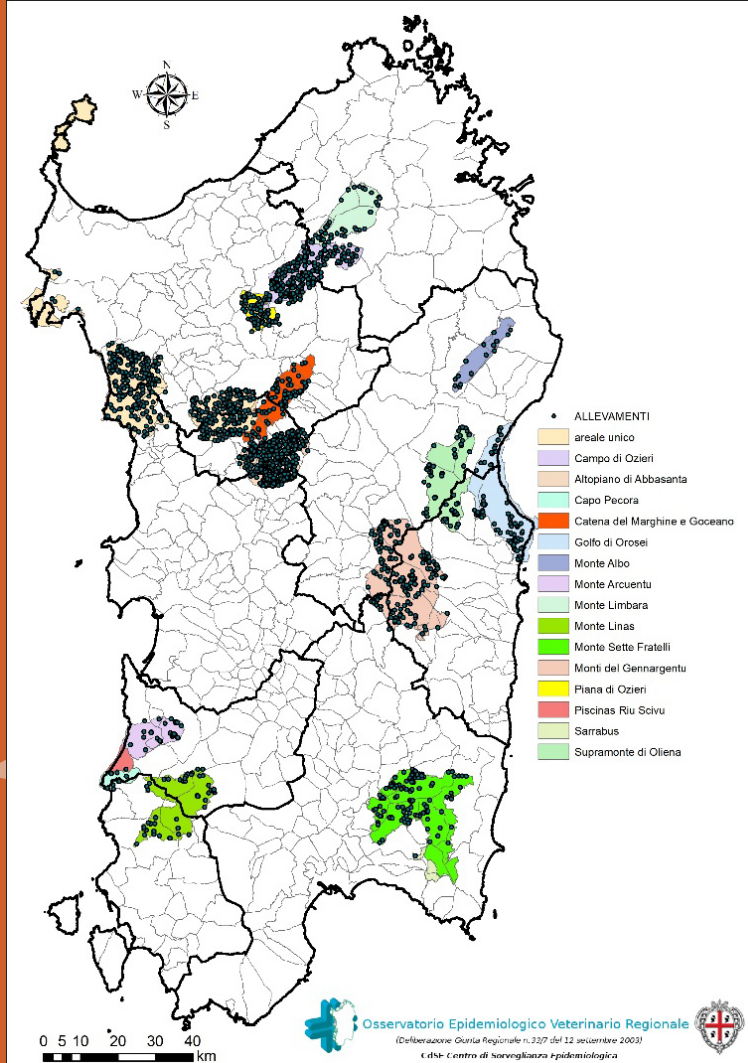 N
W E
S
ALLEVAMENTI
areale unico
Campo di Ozieri
Altopiano di Abbasanta
Capo Pecora
Catena del Marghine e Goceano
Golfo di Orosei
Monte Albo
Monte Arcuentu
Monte Limbara
Monte Linas
Monte Sette Fratelli
Monti del Gennargentu
Piana di Ozieri
Piscinas Riu Scivu
Sarrabus
Supramonte di Oliena
Osservatorio Epidemiologico Veterinario Regionale
(Deliberazione Giunta Regionale n.33/7 del 12 settembre 2003)
CdSE Centro di Sorveglianza Epidemiologica
0 5 10 20 30 40
km